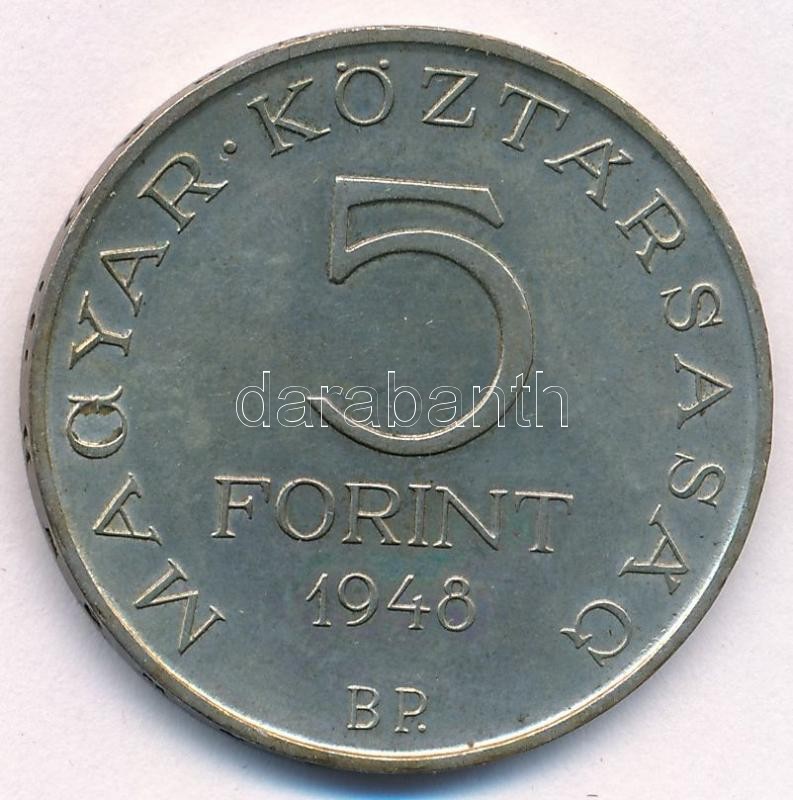 MAGYAR·KÖZTÁRSASÁG
5
darabanth
FORINT
1948
BP.